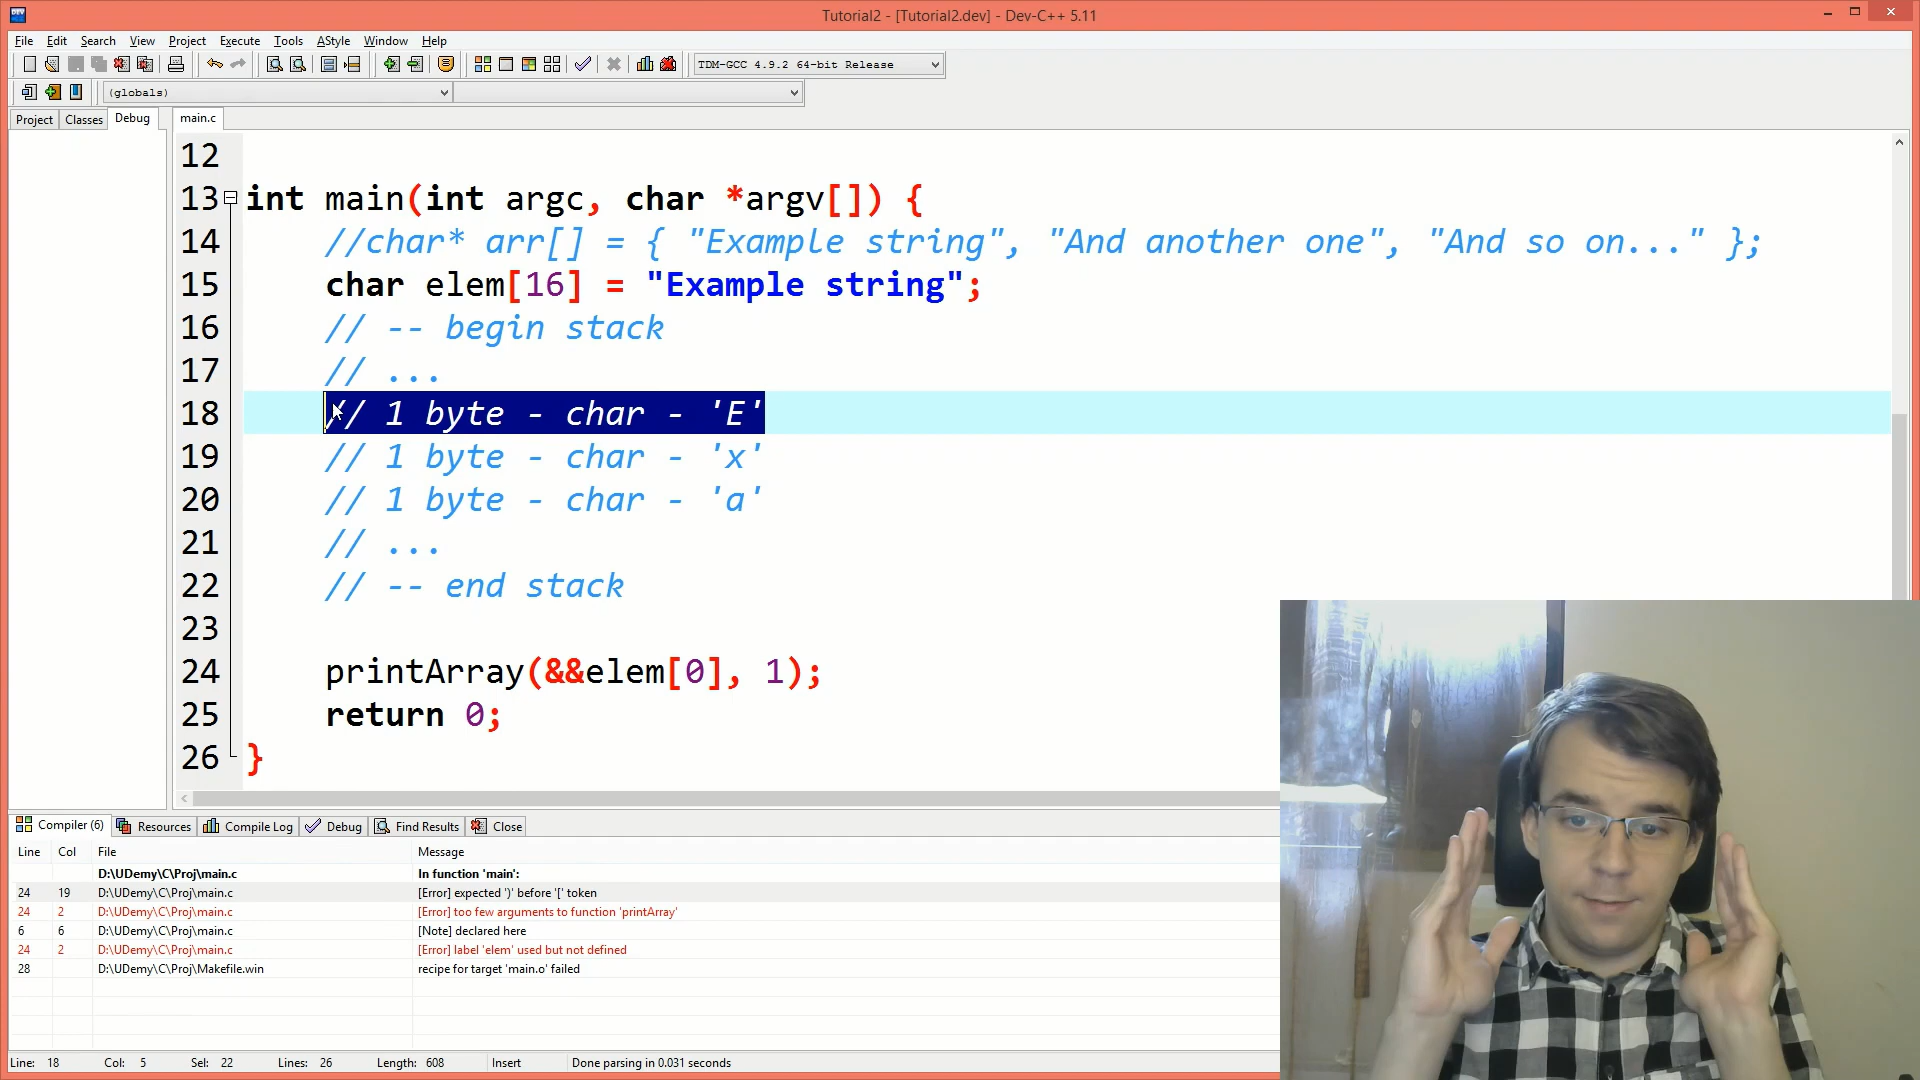 Tutorial2 - [Tutorial2.dev] - Dev-C++ 5.11
File Edit Search View Project Execute Tools AStyle Window Help
TDM-GCC 4.9.2 64-bit Release
(globals)
Project Classes Debug main.c
12
13 int main(int argc, char *argv[]) {
14 //char* arr[] = { "Example string", "And another one", "And so on..." };
15 char elem[16] = "Example string";
16 // -- begin stack
17 // ...
18 // 1 byte - char - 'E'
19 // 1 byte - char - 'x'
20 // 1 byte - char - 'a'
21 // ...
22 // -- end stack
23
24 printArray(&&elem[0], 1);
25 return 0;
26 }
Compiler (6) Resources Compile Log Debug Find Results Close
Line Col File Message
D:\UDemy\C\Proj\main.c In function 'main':
24 19 D:\UDemy\C\Proj\main.c [Error] expected ')' before '[' token
24 2 D:\UDemy\C\Proj\main.c [Error] too few arguments to function 'printArray'
6 6 D:\UDemy\C\Proj\main.c [Note] declared here
24 2 D:\UDemy\C\Proj\main.c [Error] label 'elem' used but not defined
28 D:\UDemy\C\Proj\Makefile.win recipe for target 'main.o' failed
Line: 18 Col: 5 Sel: 22 Lines: 26 Length: 608 Insert Done parsing in 0.031 seconds